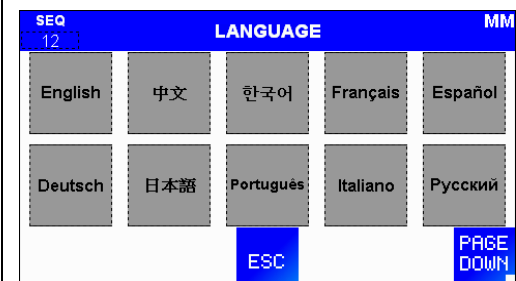 SEQ
12
LANGUAGE
MM
English
中文
한국어
Français
Español
Deutsch
日本語
Português
Italiano
Русский
ESC
PAGE
DOWN